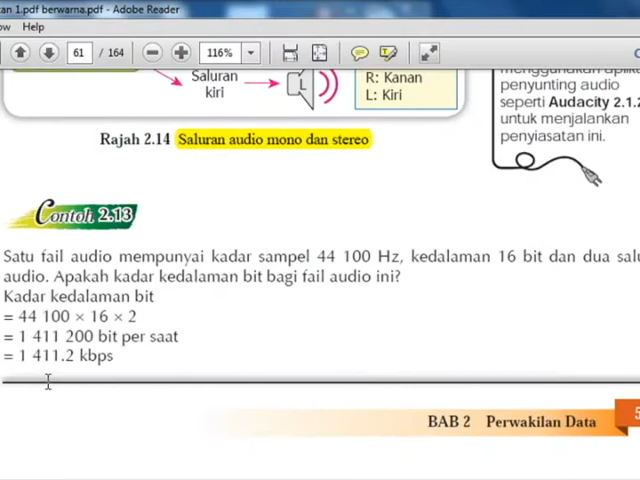 kan 1.pdf berwarna.pdf - Adobe Reader
ow Help
61 / 164 116%
menggunakan
penyunting audio
seperti Audacity 2.1.2
untuk menjalankan
penyiasatan ini.
Saluran
kiri
L
R: Kanan
L: Kiri
Rajah 2.14 Saluran audio mono dan stereo
Contoh 2.13
Satu fail audio mempunyai kadar sampel 44 100 Hz, kedalaman 16 bit dan dua salu
audio. Apakah kadar kedalaman bit bagi fail audio ini?
Kadar kedalaman bit
= 44 100 × 16 × 2
= 1 411 200 bit per saat
= 1 411.2 kbps
BAB 2 Perwakilan Data
5